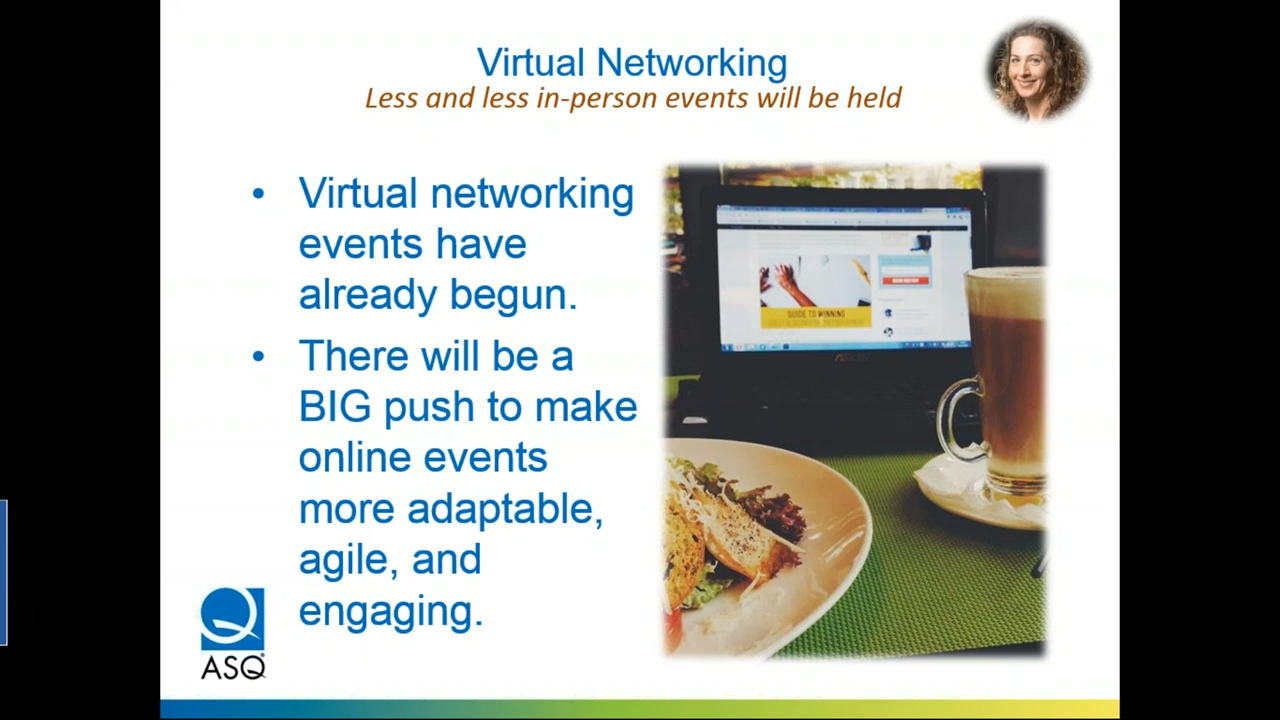 Virtual Networking
Less and less in-person events will be held
• Virtual networking
events have
already begun.
• There will be a
BIG push to make
online events
more adaptable,
agile, and
engaging.
GUIDE TO WINNING
ASQ